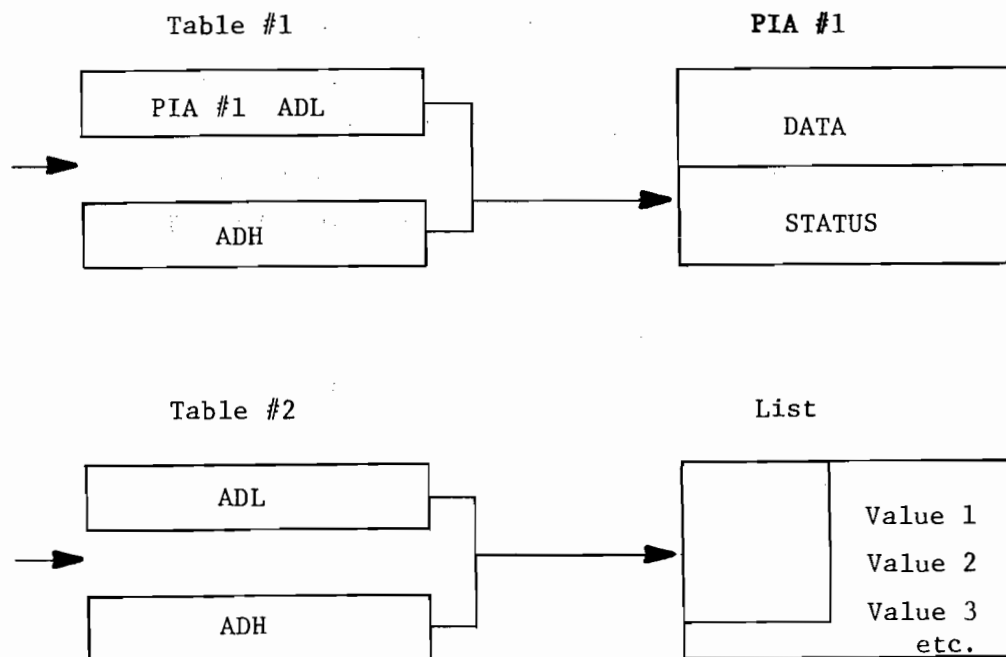 Table #1
PIA #1
PIA #1 ADL
DATA
ADH
STATUS
Table #2
List
ADL
Value 1
Value 2
ADH
Value 3
etc.